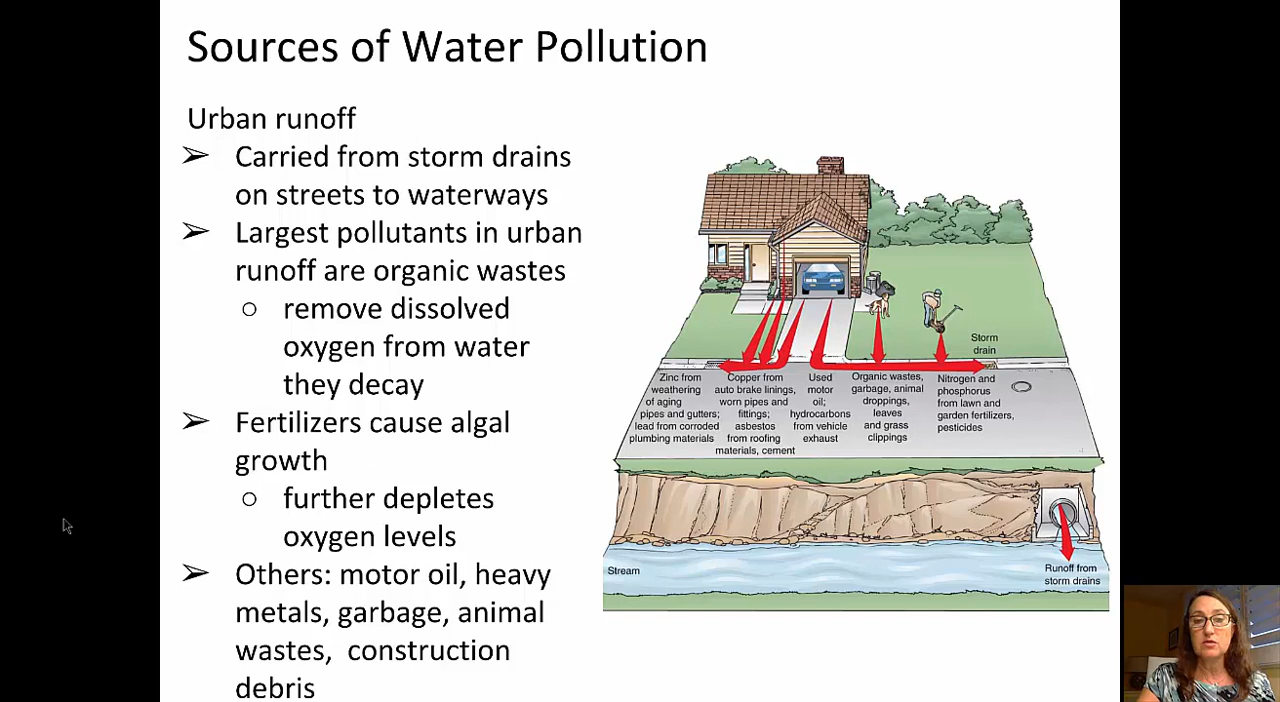 Sources of Water Pollution
Urban runoff
➢ Carried from storm drains
on streets to waterways
➢ Largest pollutants in urban
runoff are organic wastes
○ remove dissolved
oxygen from water
they decay
➢ Fertilizers cause algal
growth
○ further depletes
oxygen levels
➢ Others: motor oil, heavy
metals, garbage, animal
wastes, construction
debris
Storm
drain
Zinc from
weathering
of aging
pipes and gutters;
lead from corroded
plumbing materials
Copper from
auto brake linings,
worn pipes and
fittings;
asbestos
from roofing
materials, cement
Used
motor
oil;
hydrocarbons
from vehicle
exhaust
Organic wastes,
garbage, animal
droppings,
leaves
and grass
clippings
Nitrogen and
phosphorus
from lawn and
garden fertilizers,
pesticides
Stream
Runoff from
storm drains